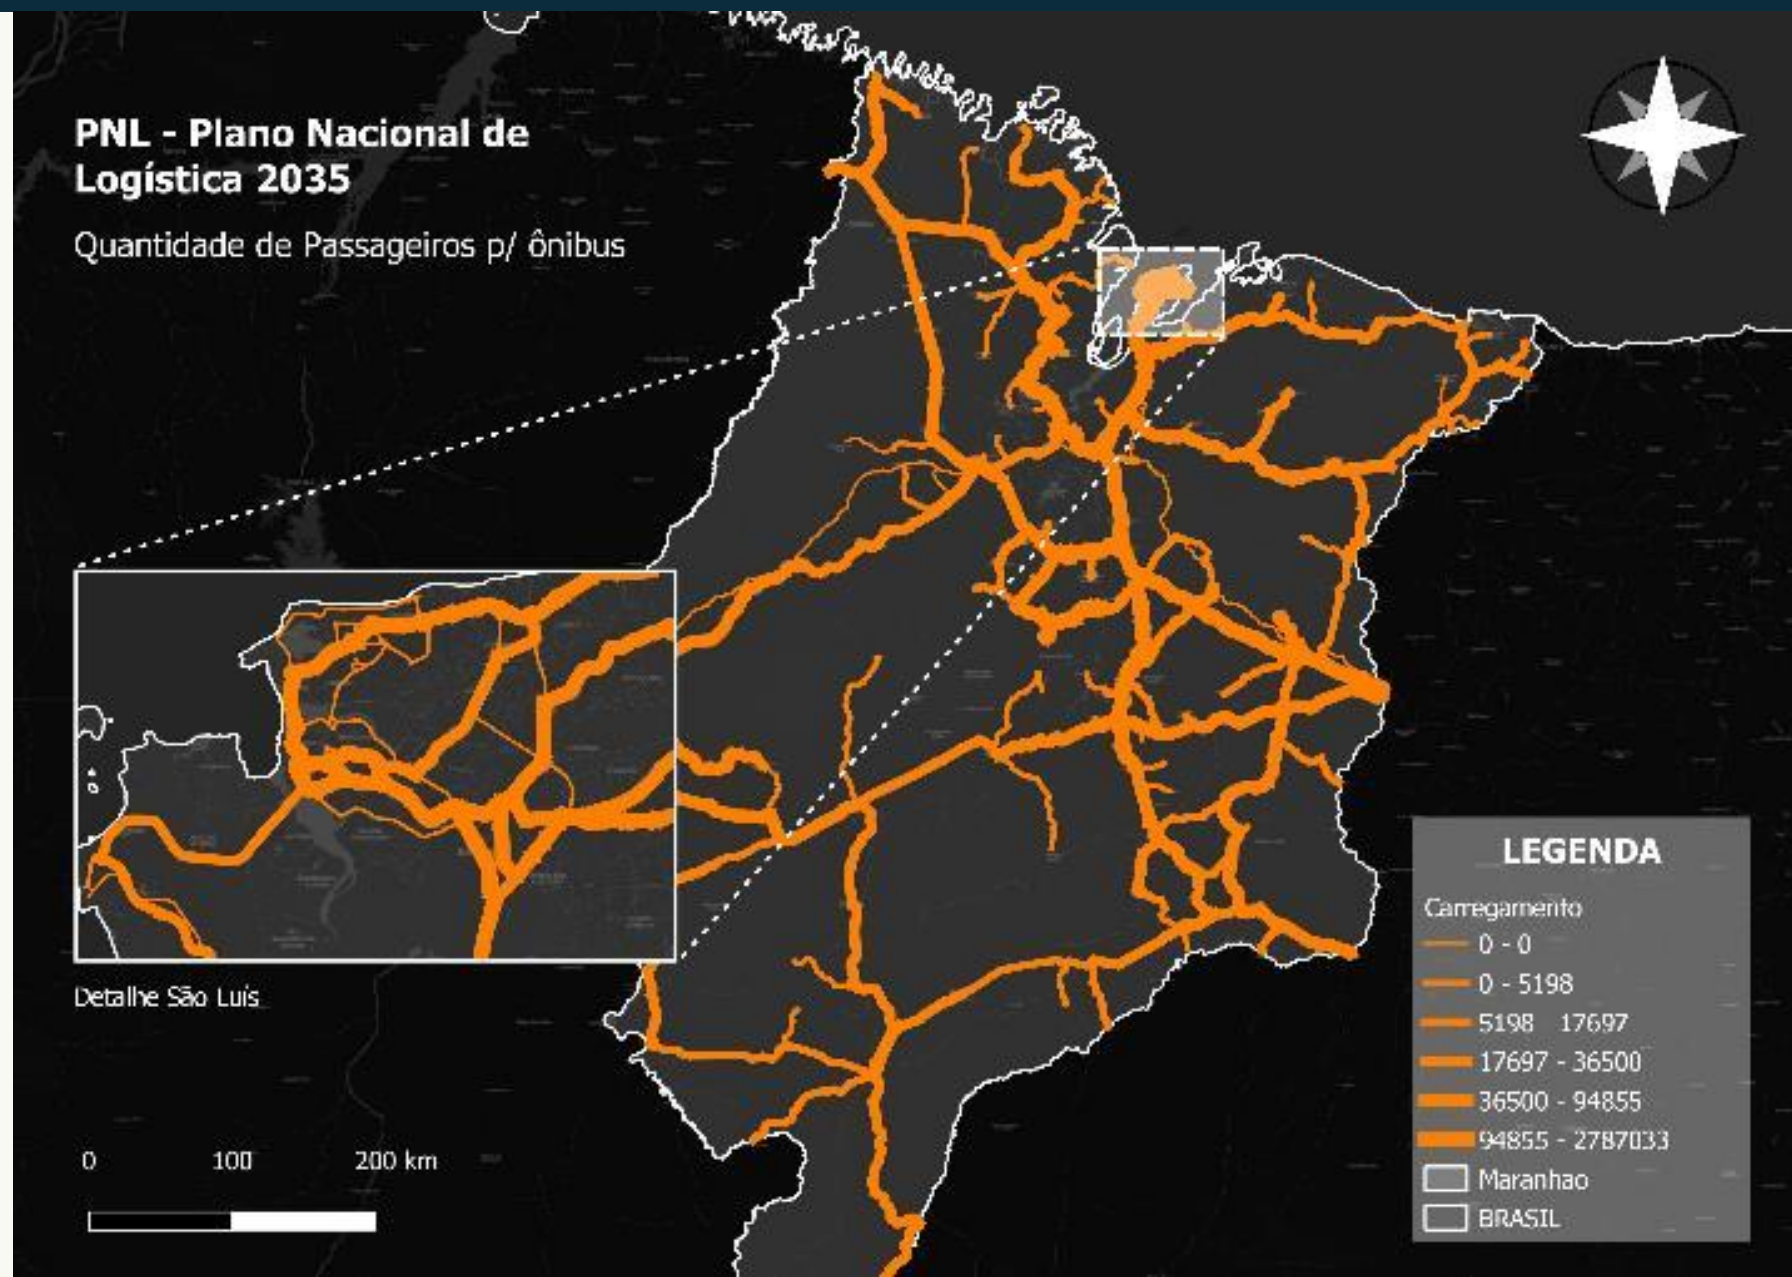 PNL - Plano Nacional de
Logística 2035
Quantidade de Passageiros p/ ônibus
Detalhe São Luís
0 100 200 km
LEGENDA
Carregamento
0 - 0
0 - 5198
5198 17697
17697 - 36500
36500 - 94855
94855 - 2787033
Maranhao
BRASIL